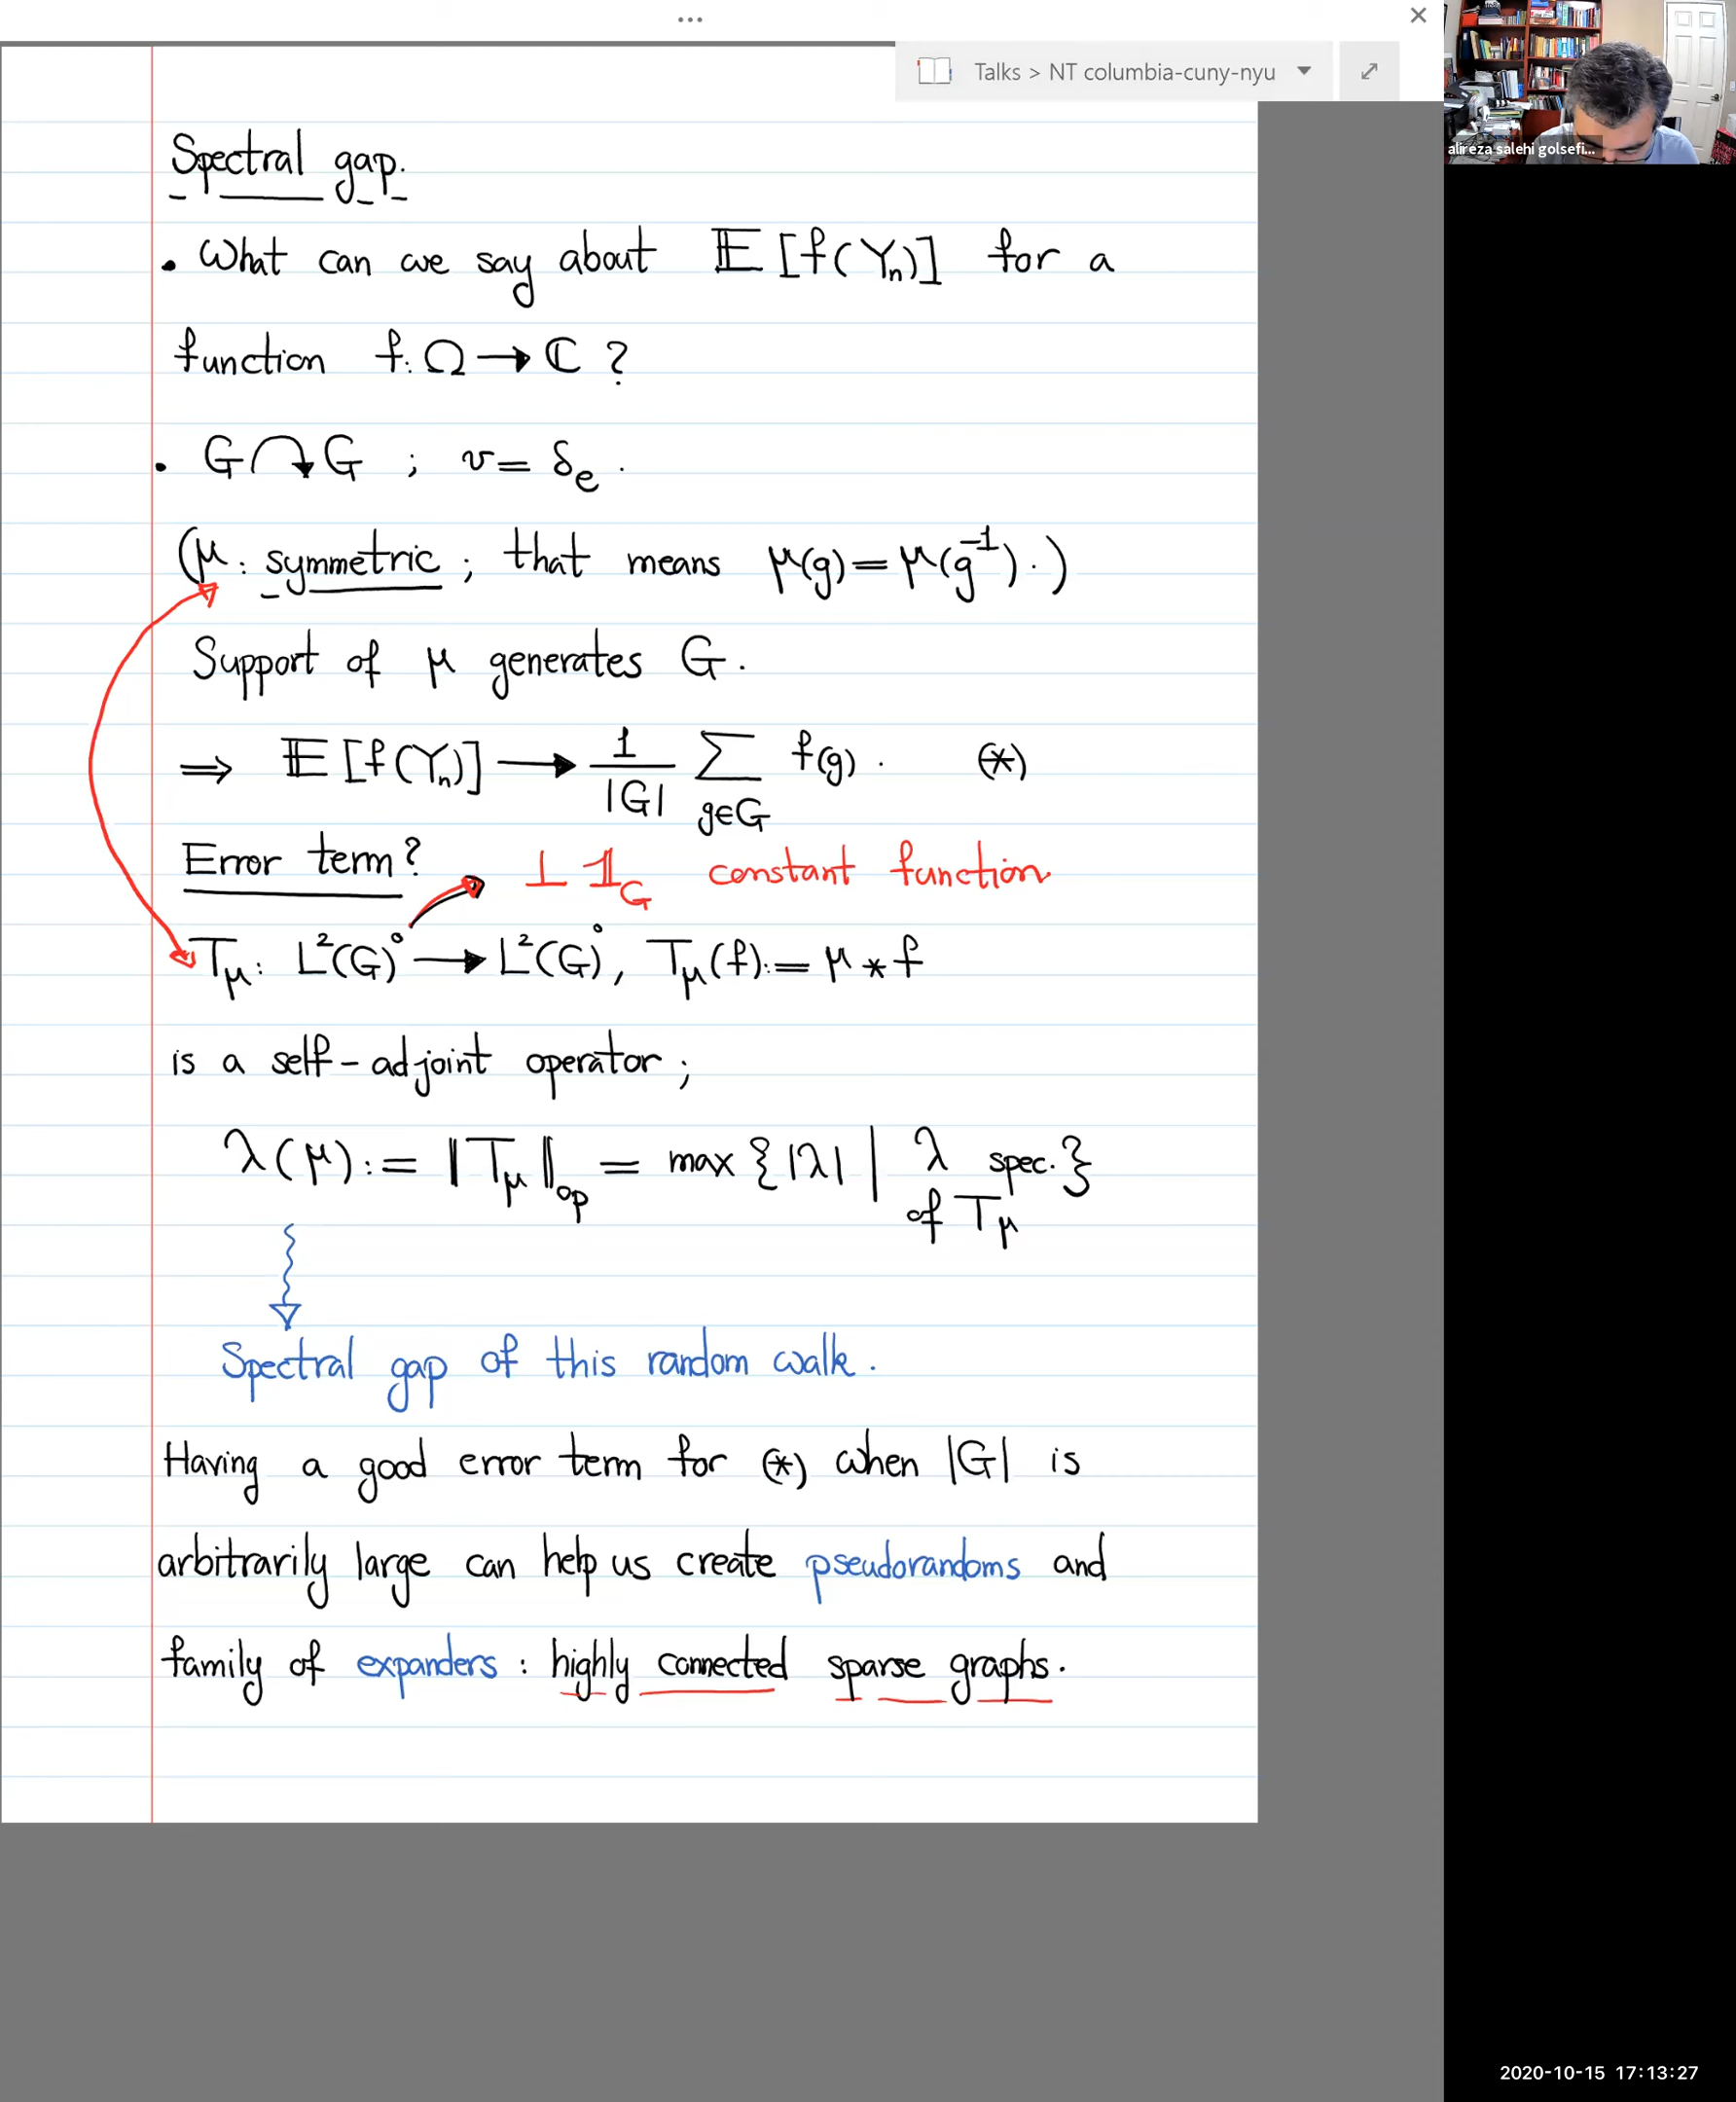 ...
Talks > NT columbia-cuny-nyu
alireza salehi golsefi...
Spectral gap.
• What can we say about 𝔼[f(Yₙ)] for a
function f: Ω → ℂ ?
• G ↷ G ; v = δₑ .
(μ: symmetric ; that means μ(g) = μ(g⁻¹).)
Support of μ generates G.
⇒ 𝔼[f(Yₙ)] → 1/|G| ∑_{g∈G} f(g). (*)
Error term? ⊥ 𝟙_G constant function.
T_μ: L²(G)° → L²(G)°, T_μ(f) := μ * f
is a self-adjoint operator ;
λ(μ) := ‖T_μ‖_op = max { |λ| | λ spec. of T_μ }
Spectral gap of this random walk.
Having a good error term for (*) when |G| is
arbitrarily large can help us create pseudorandoms and
family of expanders : highly connected sparse graphs.
2020-10-15 17:13:27